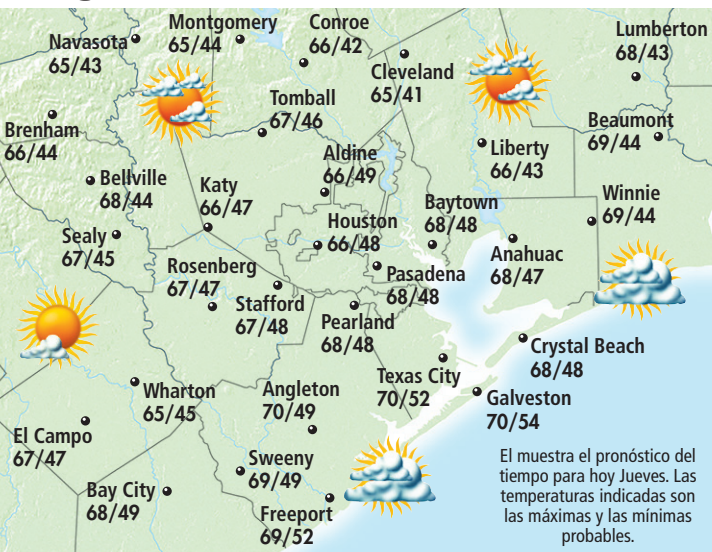 Montgomery
65/44
Conroe
66/42
Lumberton
68/43
Navasota
65/43
Cleveland
65/41
Tomball
67/46
Beaumont
69/44
Brenham
66/44
Liberty
66/43
Aldine
66/49
Bellville
68/44
Katy
66/47
Baytown
68/48
Winnie
69/44
Houston
66/48
Sealy
67/45
Anahuac
68/47
Rosenberg
67/47
Pasadena
68/48
Stafford
67/48
Pearland
68/48
Crystal Beach
68/48
Texas City
70/52
Wharton
65/45
Angleton
70/49
Galveston
70/54
El Campo
67/47
Sweeny
69/49
Bay City
68/49
Freeport
69/52
El muestra el pronóstico del
tiempo para hoy Jueves. Las
temperaturas indicadas son
las máximas y las mínimas
probables.